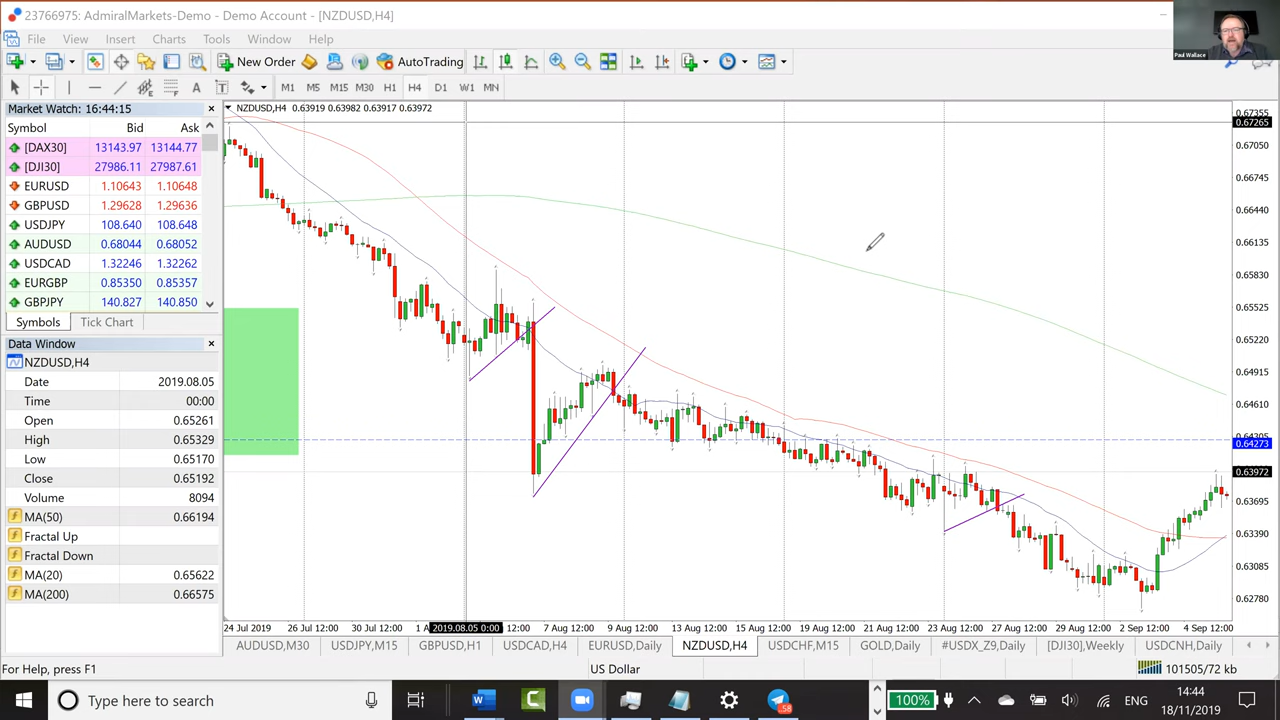 23766975: AdmiralMarkets-Demo - Demo Account - [NZDUSD,H4]
Paul Wallace
File View Insert Charts Tools Window Help
New Order AutoTrading
A T M1 M5 M15 M30 H1 H4 D1 W1 MN
Market Watch: 16:44:15
Symbol Bid Ask
[DAX30] 13143.97 13144.77
[DJI30] 27986.11 27987.61
EURUSD 1.10643 1.10648
GBPUSD 1.29628 1.29636
USDJPY 108.640 108.648
AUDUSD 0.68044 0.68052
USDCAD 1.32246 1.32262
EURGBP 0.85350 0.85357
GBPJPY 140.827 140.850
Symbols Tick Chart
Data Window
NZDUSD,H4
Date 2019.08.05
Time 00:00
Open 0.65261
High 0.65329
Low 0.65170
Close 0.65192
Volume 8094
MA(50) 0.66194
Fractal Up
Fractal Down
MA(20) 0.65622
MA(200) 0.66575
NZDUSD,H4 0.63919 0.63982 0.63917 0.63972
0.67355
0.67265
0.67050
0.66745
0.66440
0.66135
0.65830
0.65525
0.65220
0.64915
0.64610
0.64273
0.63972
0.63695
0.63390
0.63085
0.62780
24 Jul 2019 26 Jul 12:00 30 Jul 12:00 1 A 2019.08.05 0:00 12:00 7 Aug 12:00 9 Aug 12:00 13 Aug 12:00 15 Aug 12:00 19 Aug 12:00 21 Aug 12:00 23 Aug 12:00 27 Aug 12:00 29 Aug 12:00 2 Sep 12:00 4 Sep 12:00
AUDUSD,M30 USDJPY,M15 GBPUSD,H1 USDCAD,H4 EURUSD,Daily NZDUSD,H4 USDCHF,M15 GOLD,Daily #USDX_Z9,Daily [DJI30],Weekly USDCNH,Daily
For Help, press F1 US Dollar 101505/72 kb
Type here to search 58 100% ENG 14:44
18/11/2019